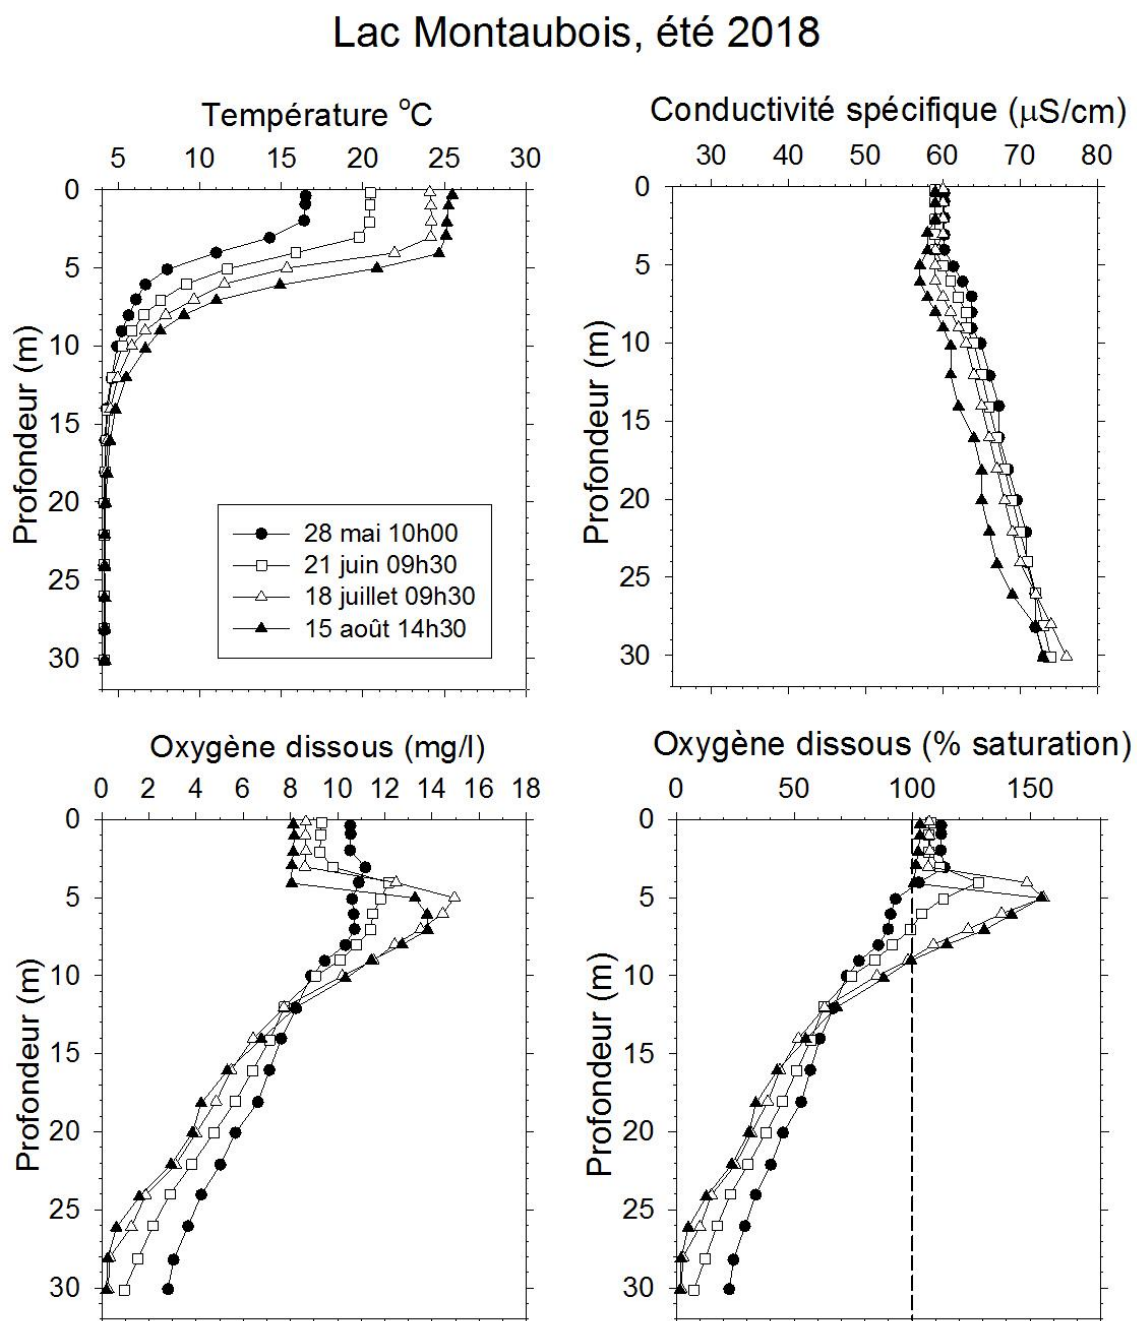 Lac Montaubois, été 2018
Température °C
5 10 15 20 25 30
0
5
10
15
20
25
30
Profondeur (m)
28 mai 10h00
21 juin 09h30
18 juillet 09h30
15 août 14h30
Conductivité spécifique (μS/cm)
30 40 50 60 70 80
0
5
10
15
20
25
30
Profondeur (m)
Oxygène dissous (mg/l)
0 2 4 6 8 10 12 14 16 18
0
5
10
15
20
25
30
Profondeur (m)
Oxygène dissous (% saturation)
0 50 100 150
0
5
10
15
20
25
30
Profondeur (m)